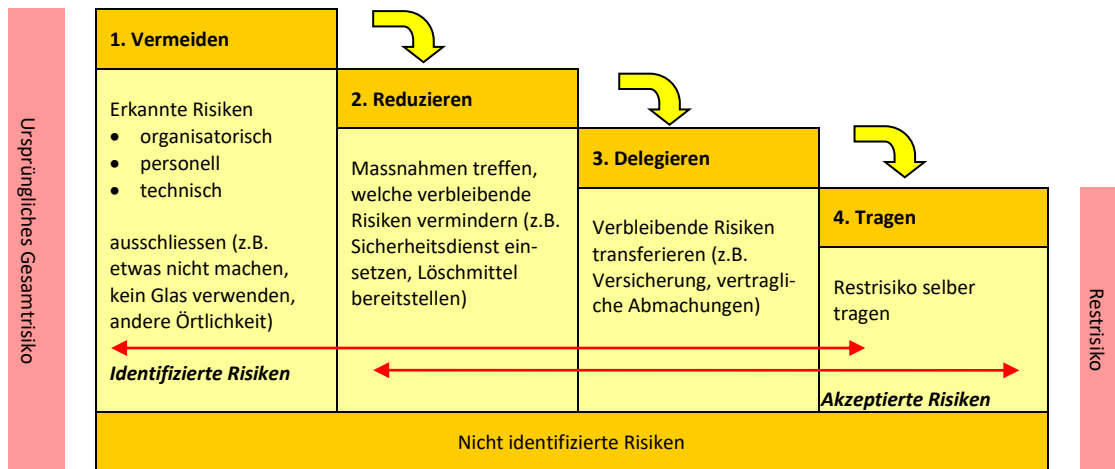 Ursprüngliches Gesamtrisiko
1. Vermeiden
Erkannte Risiken
• organisatorisch
• personell
• technisch
ausschliessen (z.B.
etwas nicht machen,
kein Glas verwenden,
andere Örtlichkeit)
Identifizierte Risiken
2. Reduzieren
Massnahmen treffen,
welche verbleibende
Risiken vermindern (z.B.
Sicherheitsdienst ein-
setzen, Löschmittel
bereitstellen)
3. Delegieren
Verbleibende Risiken
transferieren (z.B.
Versicherung, vertragli-
che Abmachungen)
4. Tragen
Restrisiko selber
tragen
Akzeptierte Risiken
Nicht identifizierte Risiken
Restrisiko